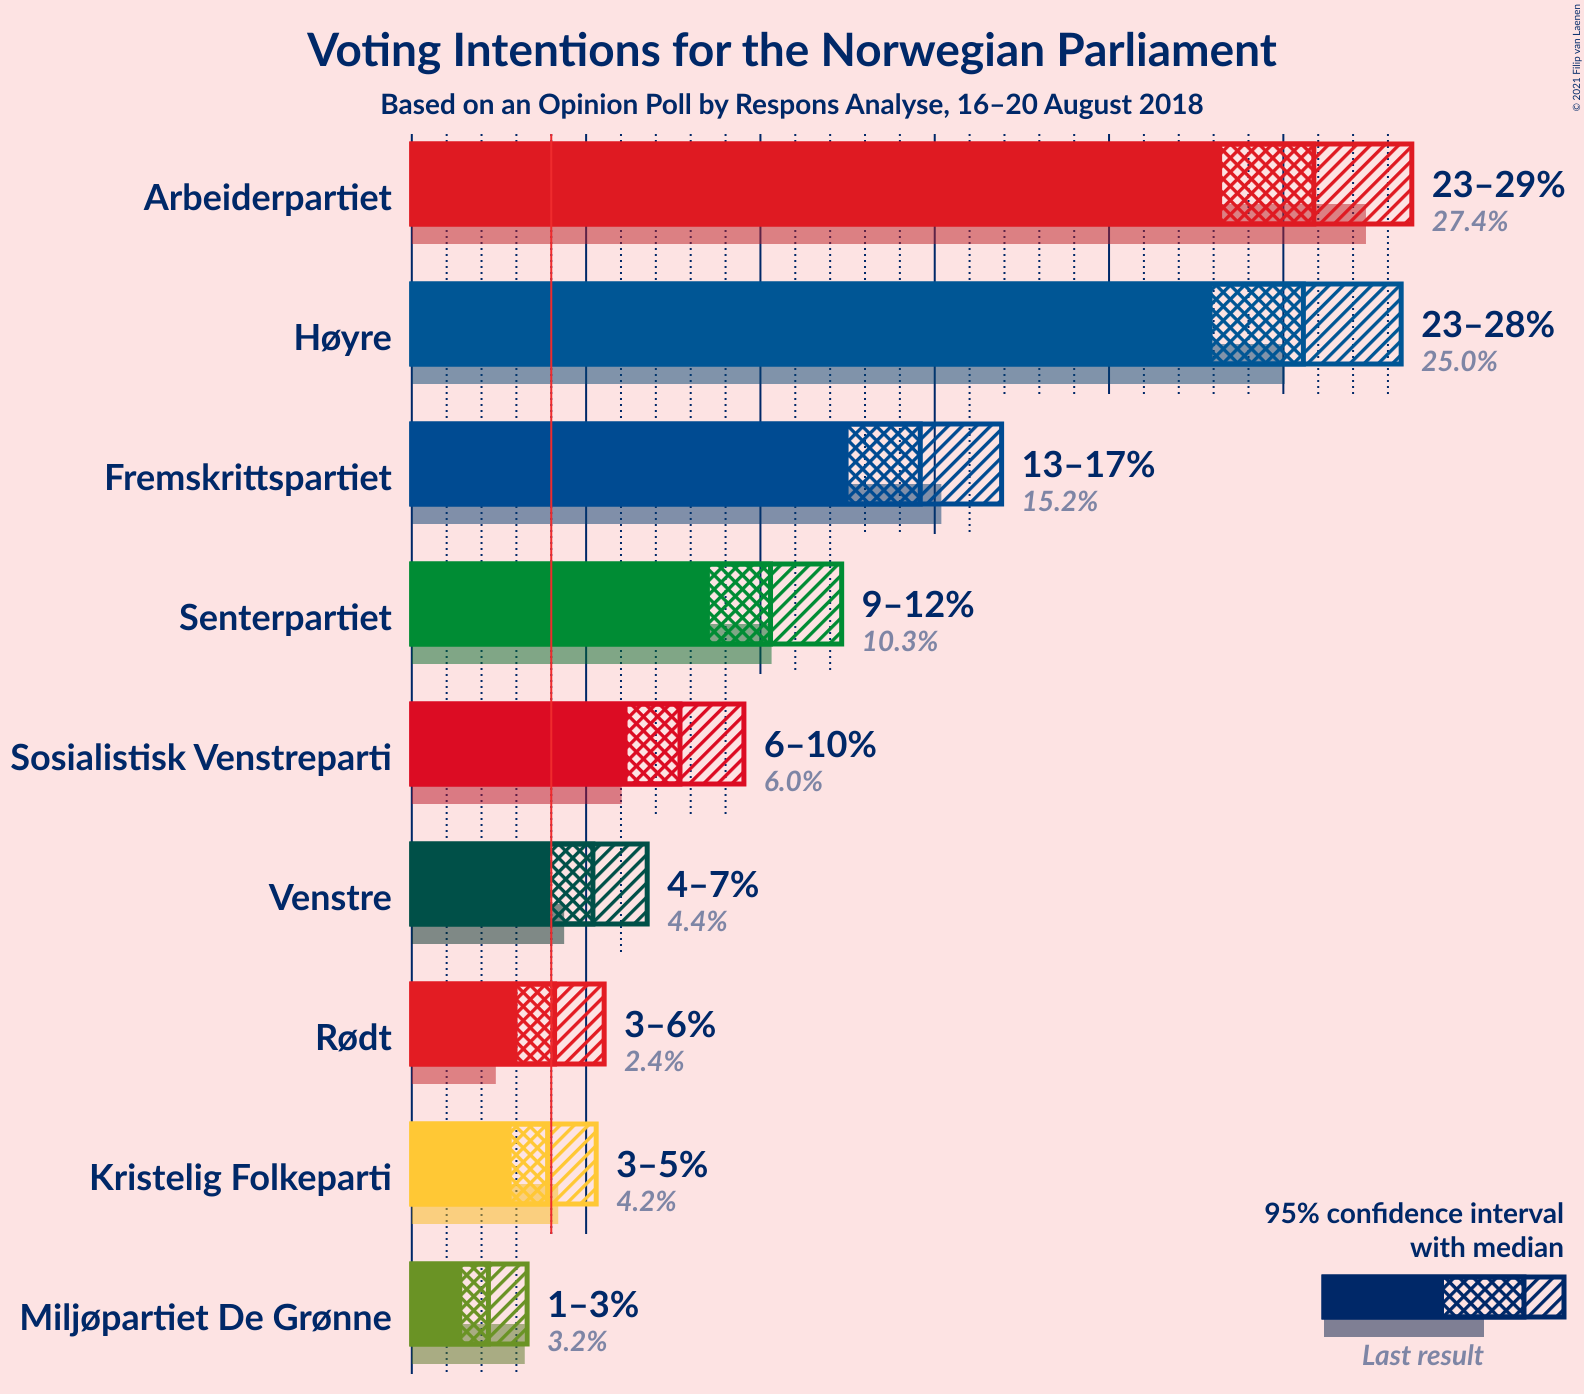 Voting Intentions for the Norwegian Parliament
Based on an Opinion Poll by Respons Analyse, 16–20 August 2018
© 2021 Filip van Laenen
Arbeiderpartiet
23–29%
27.4%
Høyre
23–28%
25.0%
Fremskrittspartiet
13–17%
15.2%
Senterpartiet
9–12%
10.3%
Sosialistisk Venstreparti
6–10%
6.0%
Venstre
4–7%
4.4%
Rødt
3–6%
2.4%
Kristelig Folkeparti
3–5%
4.2%
Miljøpartiet De Grønne
1–3%
3.2%
95% confidence interval
with median
Last result